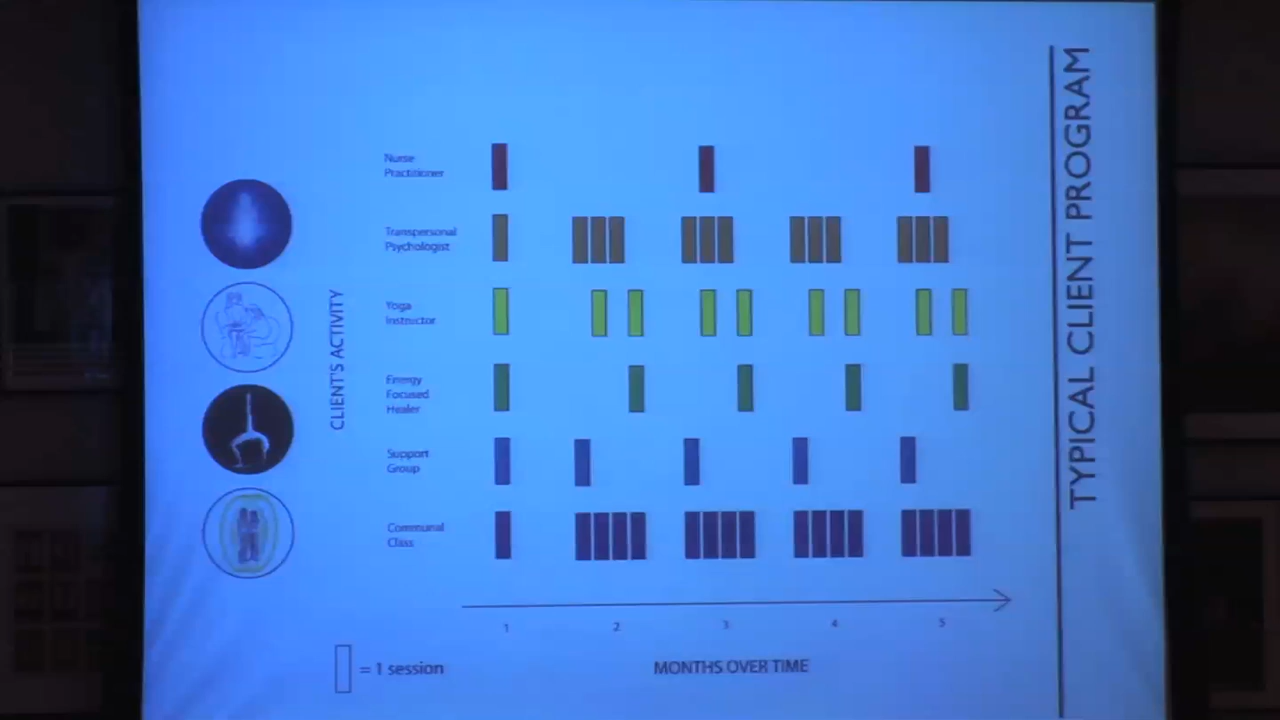 TYPICAL CLIENT PROGRAM
CLIENT'S ACTIVITY
Nurse
Practitioner
Transpersonal
Psychologist
Yoga
Instructor
Energy
Focused
Healer
Support
Group
Communal
Class
1 2 3 4 5
MONTHS OVER TIME
= 1 session